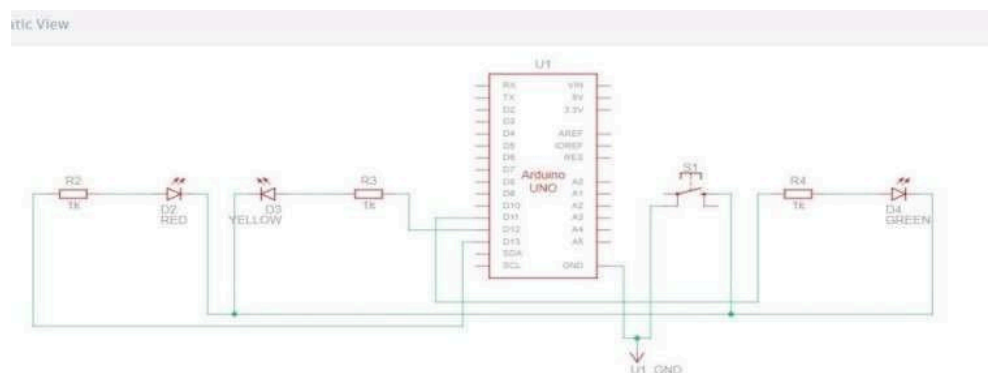 atic View
U1
RX VIN
TX 5V
D2 3.3V
D3
D4 AREF
D5 IOREF
D6 RES
D7
Arduino
UNO
D8 A0
D9 A1
D10 A2
D11 A3
D12 A4
D13 A5
SDA
SCL GND
R2
1k
D2
RED
D3
YELLOW
R3
1k
S1
R4
1k
D4
GREEN
U1_GND